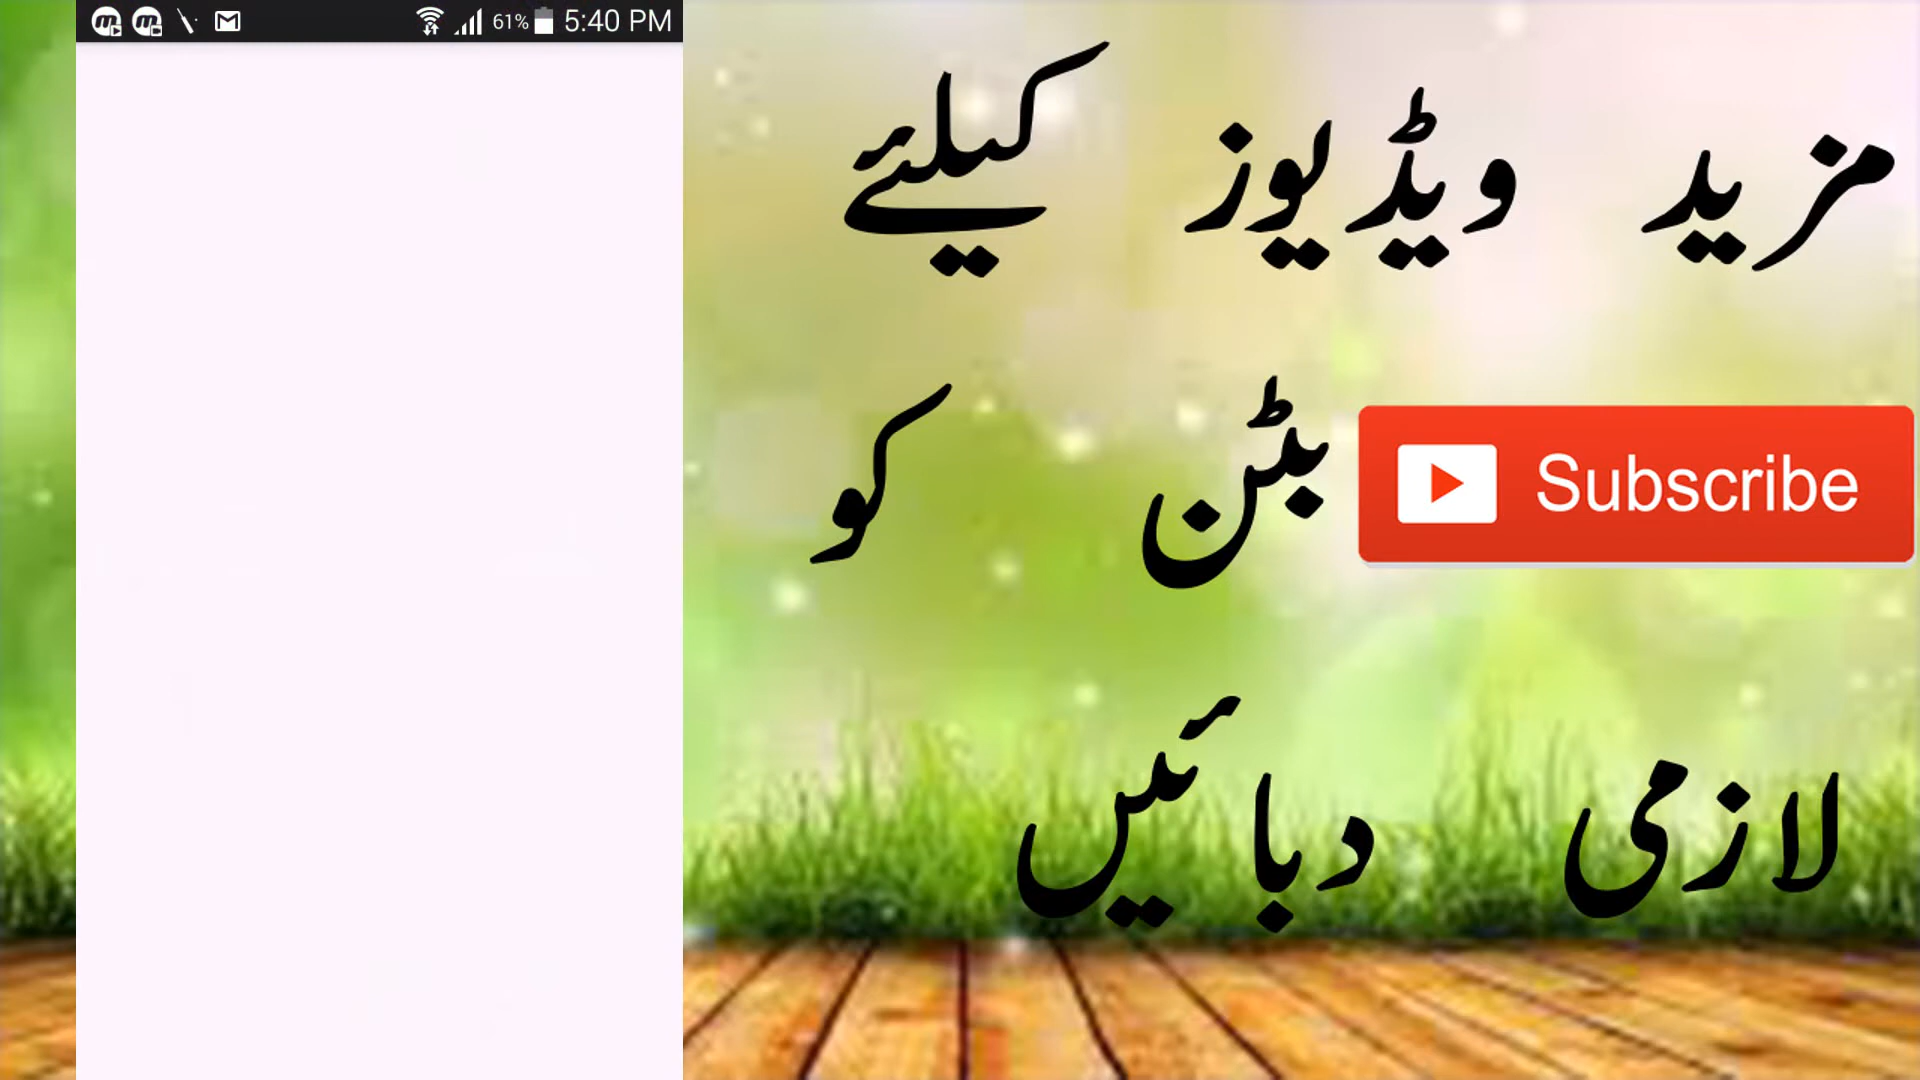 61% 5:40 PM
مزید ویڈیوز کیلئے
Subscribe بٹن کو
لازمی دبائیں